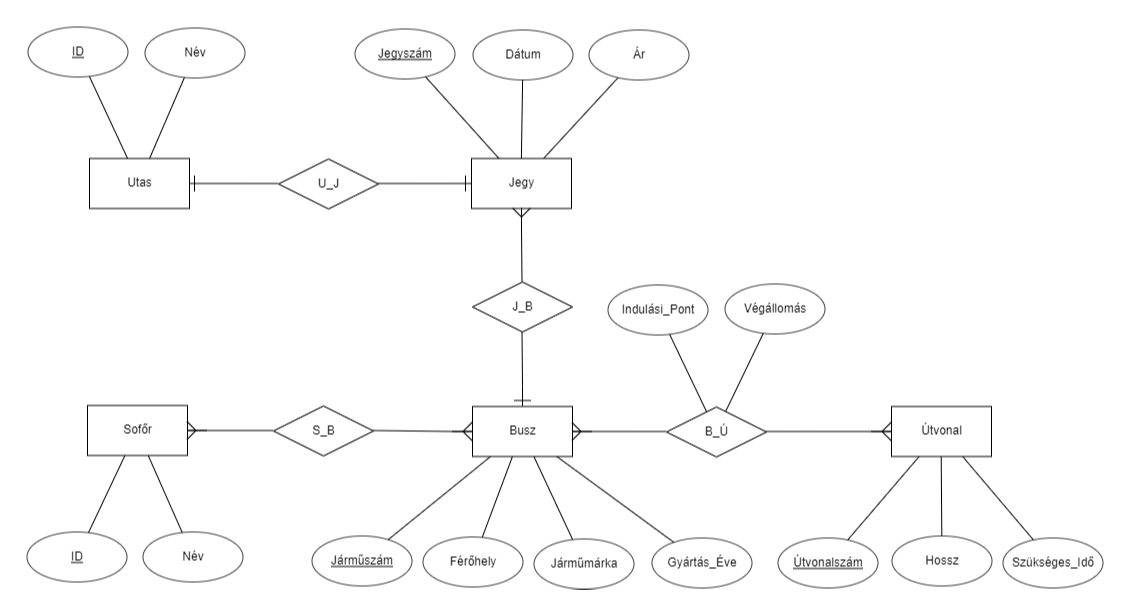 ID
Név
Jegyszám
Dátum
Ár
Utas
U_J
Jegy
J_B
Indulási_Pont
Végállomás
Sofőr
S_B
Busz
B_Ú
Útvonal
ID
Név
Járműszám
Férőhely
Járműmárka
Gyártás_Éve
Útvonalszám
Hossz
Szükséges_Idő